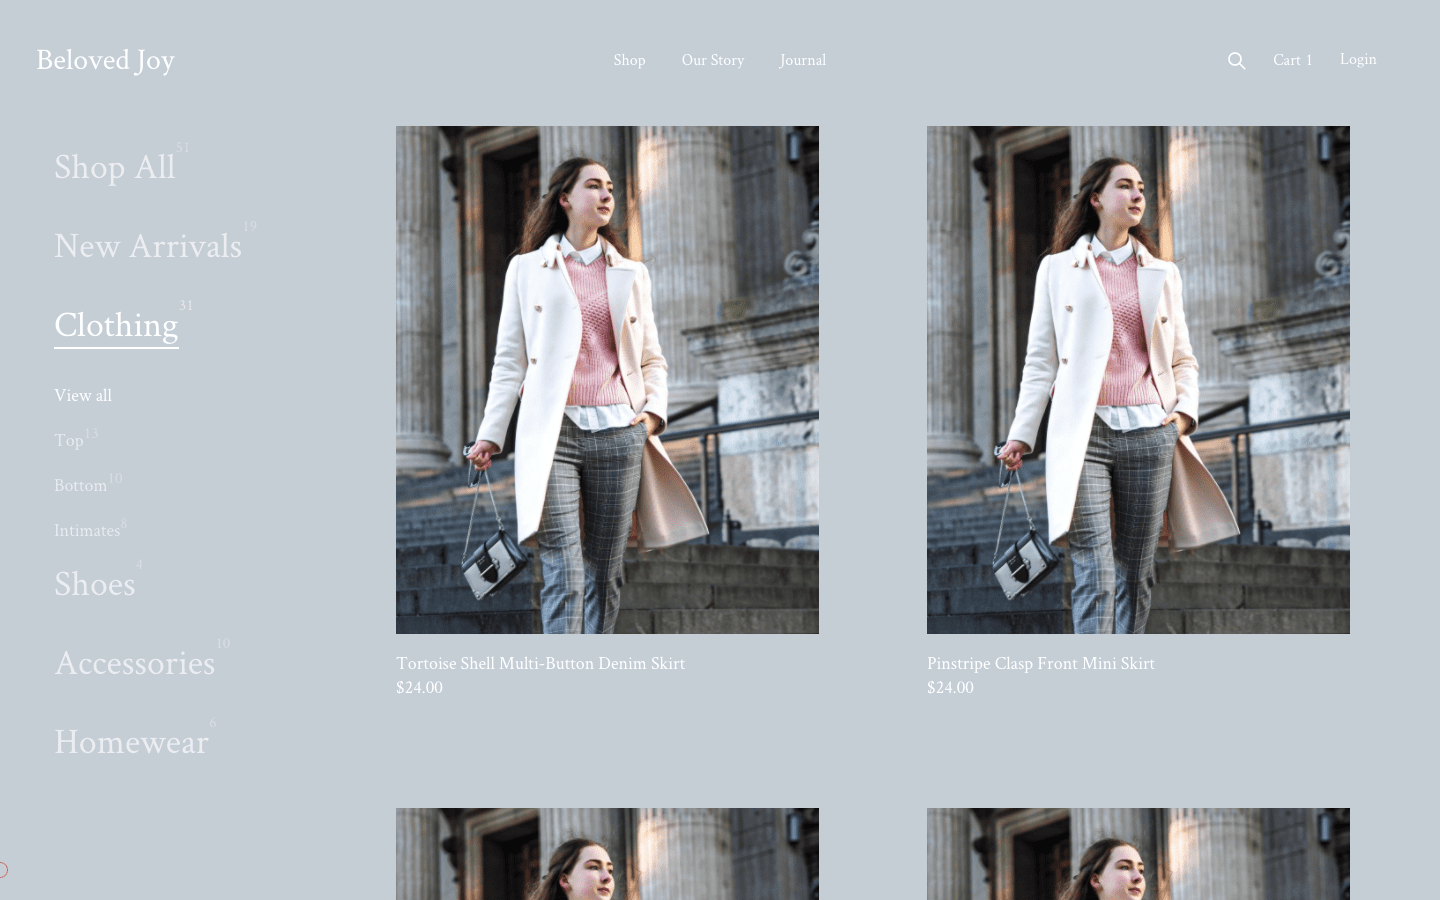 Beloved Joy
Shop
Our Story
Journal
Cart 1
Login
Shop All 51
New Arrivals 19
Clothing 31
View all
Top 13
Bottom 10
Intimates 8
Shoes 4
Accessories 10
Homewear 6
Tortoise Shell Multi-Button Denim Skirt
$24.00
Pinstripe Clasp Front Mini Skirt
$24.00